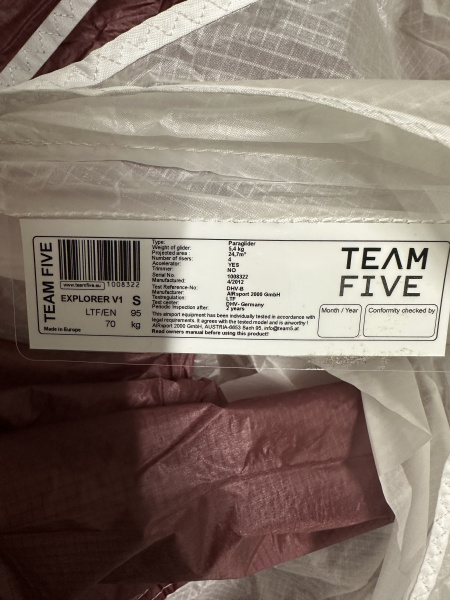 TEAM FIVE
www.teamfive.eu
1008322
EXPLORER V1 S
LTF/EN 95
70 kg
Made in Europe
Type: Paraglider
Weight of glider: 5,4 kg
Projected area 24,7m²
Number of risers: 4
Accelerator: YES
Trimmer: NO
Serial No. 1008322
Manufacturer: 4/2012
Test Reference-No: DHV-B
Manufacturer: AIRsport 2000 GmbH
Testregulation: LTF
Test center: DHV- Germany
Periodic inspection after: 2 years
This airsport equipment has been individually tested in accordance with
legal requirements. It agrees with the tested model and is airworthy !
AIRsport 2000 GmbH, AUSTRIA-6653 Bach 95, info@team5.at
Read owners manual before using this product!
TEAM
FIVE
Month / Year
Conformity checked by